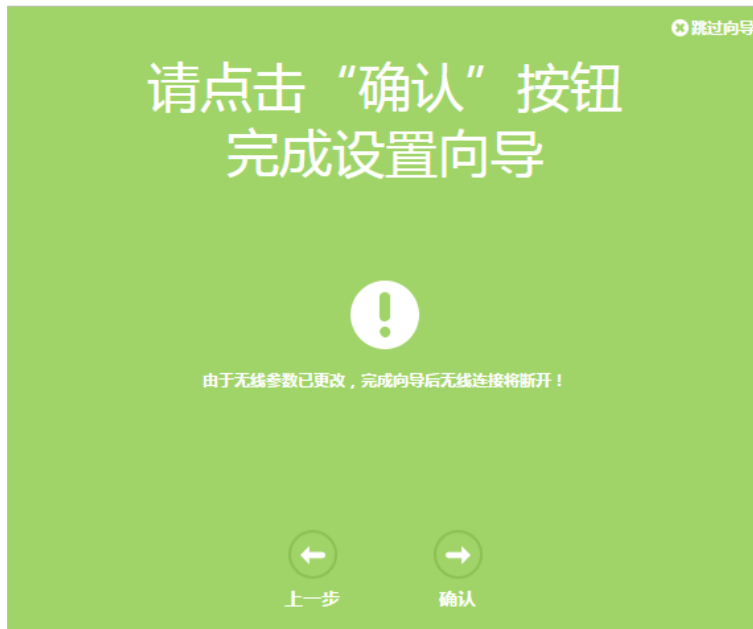 跳过向导
请点击“确认”按钮
完成设置向导
由于无线参数已更改，完成向导后无线连接将断开！
上一步
确认